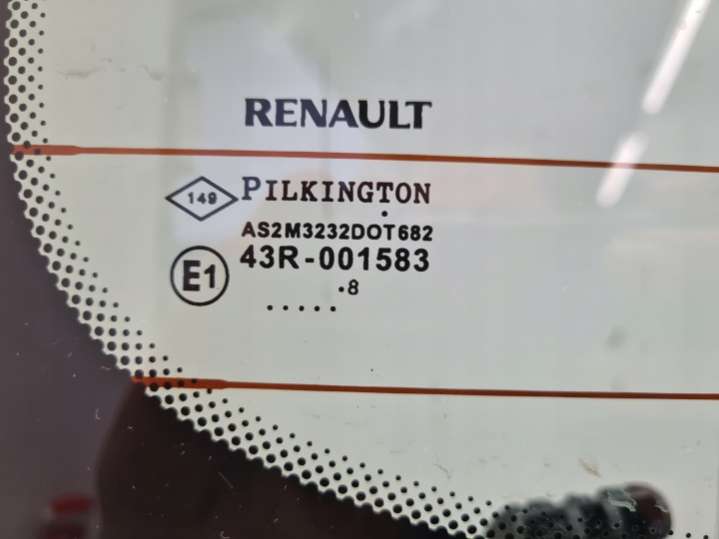 RENAULT
149 PILKINGTON
AS2M3232DOT682
E1 43R-001583
.8
.....